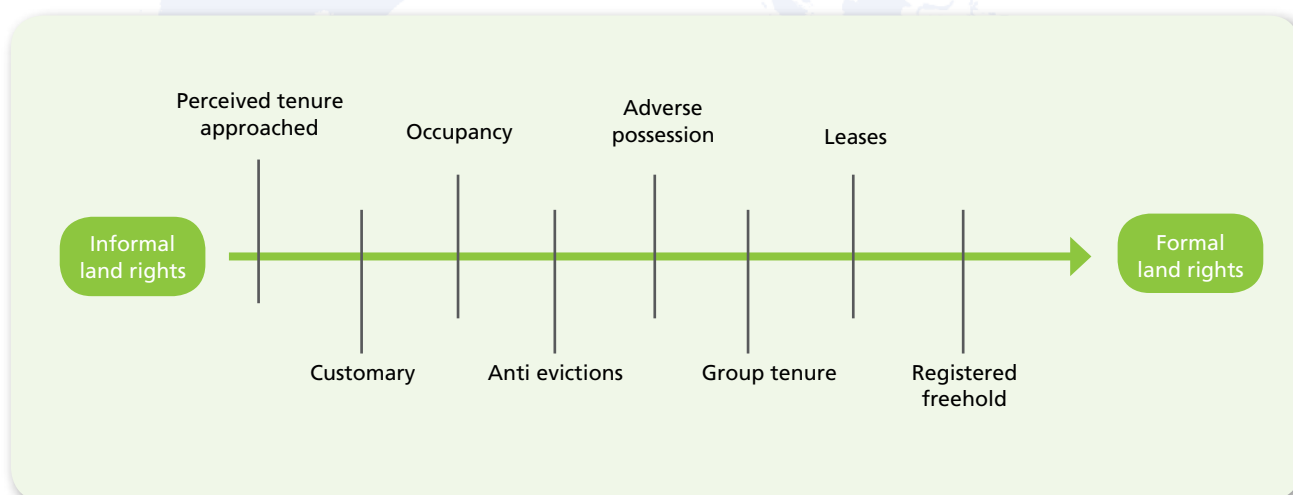 Perceived tenure
approached
Occupancy
Adverse
possession
Leases
Informal
land rights
Formal
land rights
Customary
Anti evictions
Group tenure
Registered
freehold